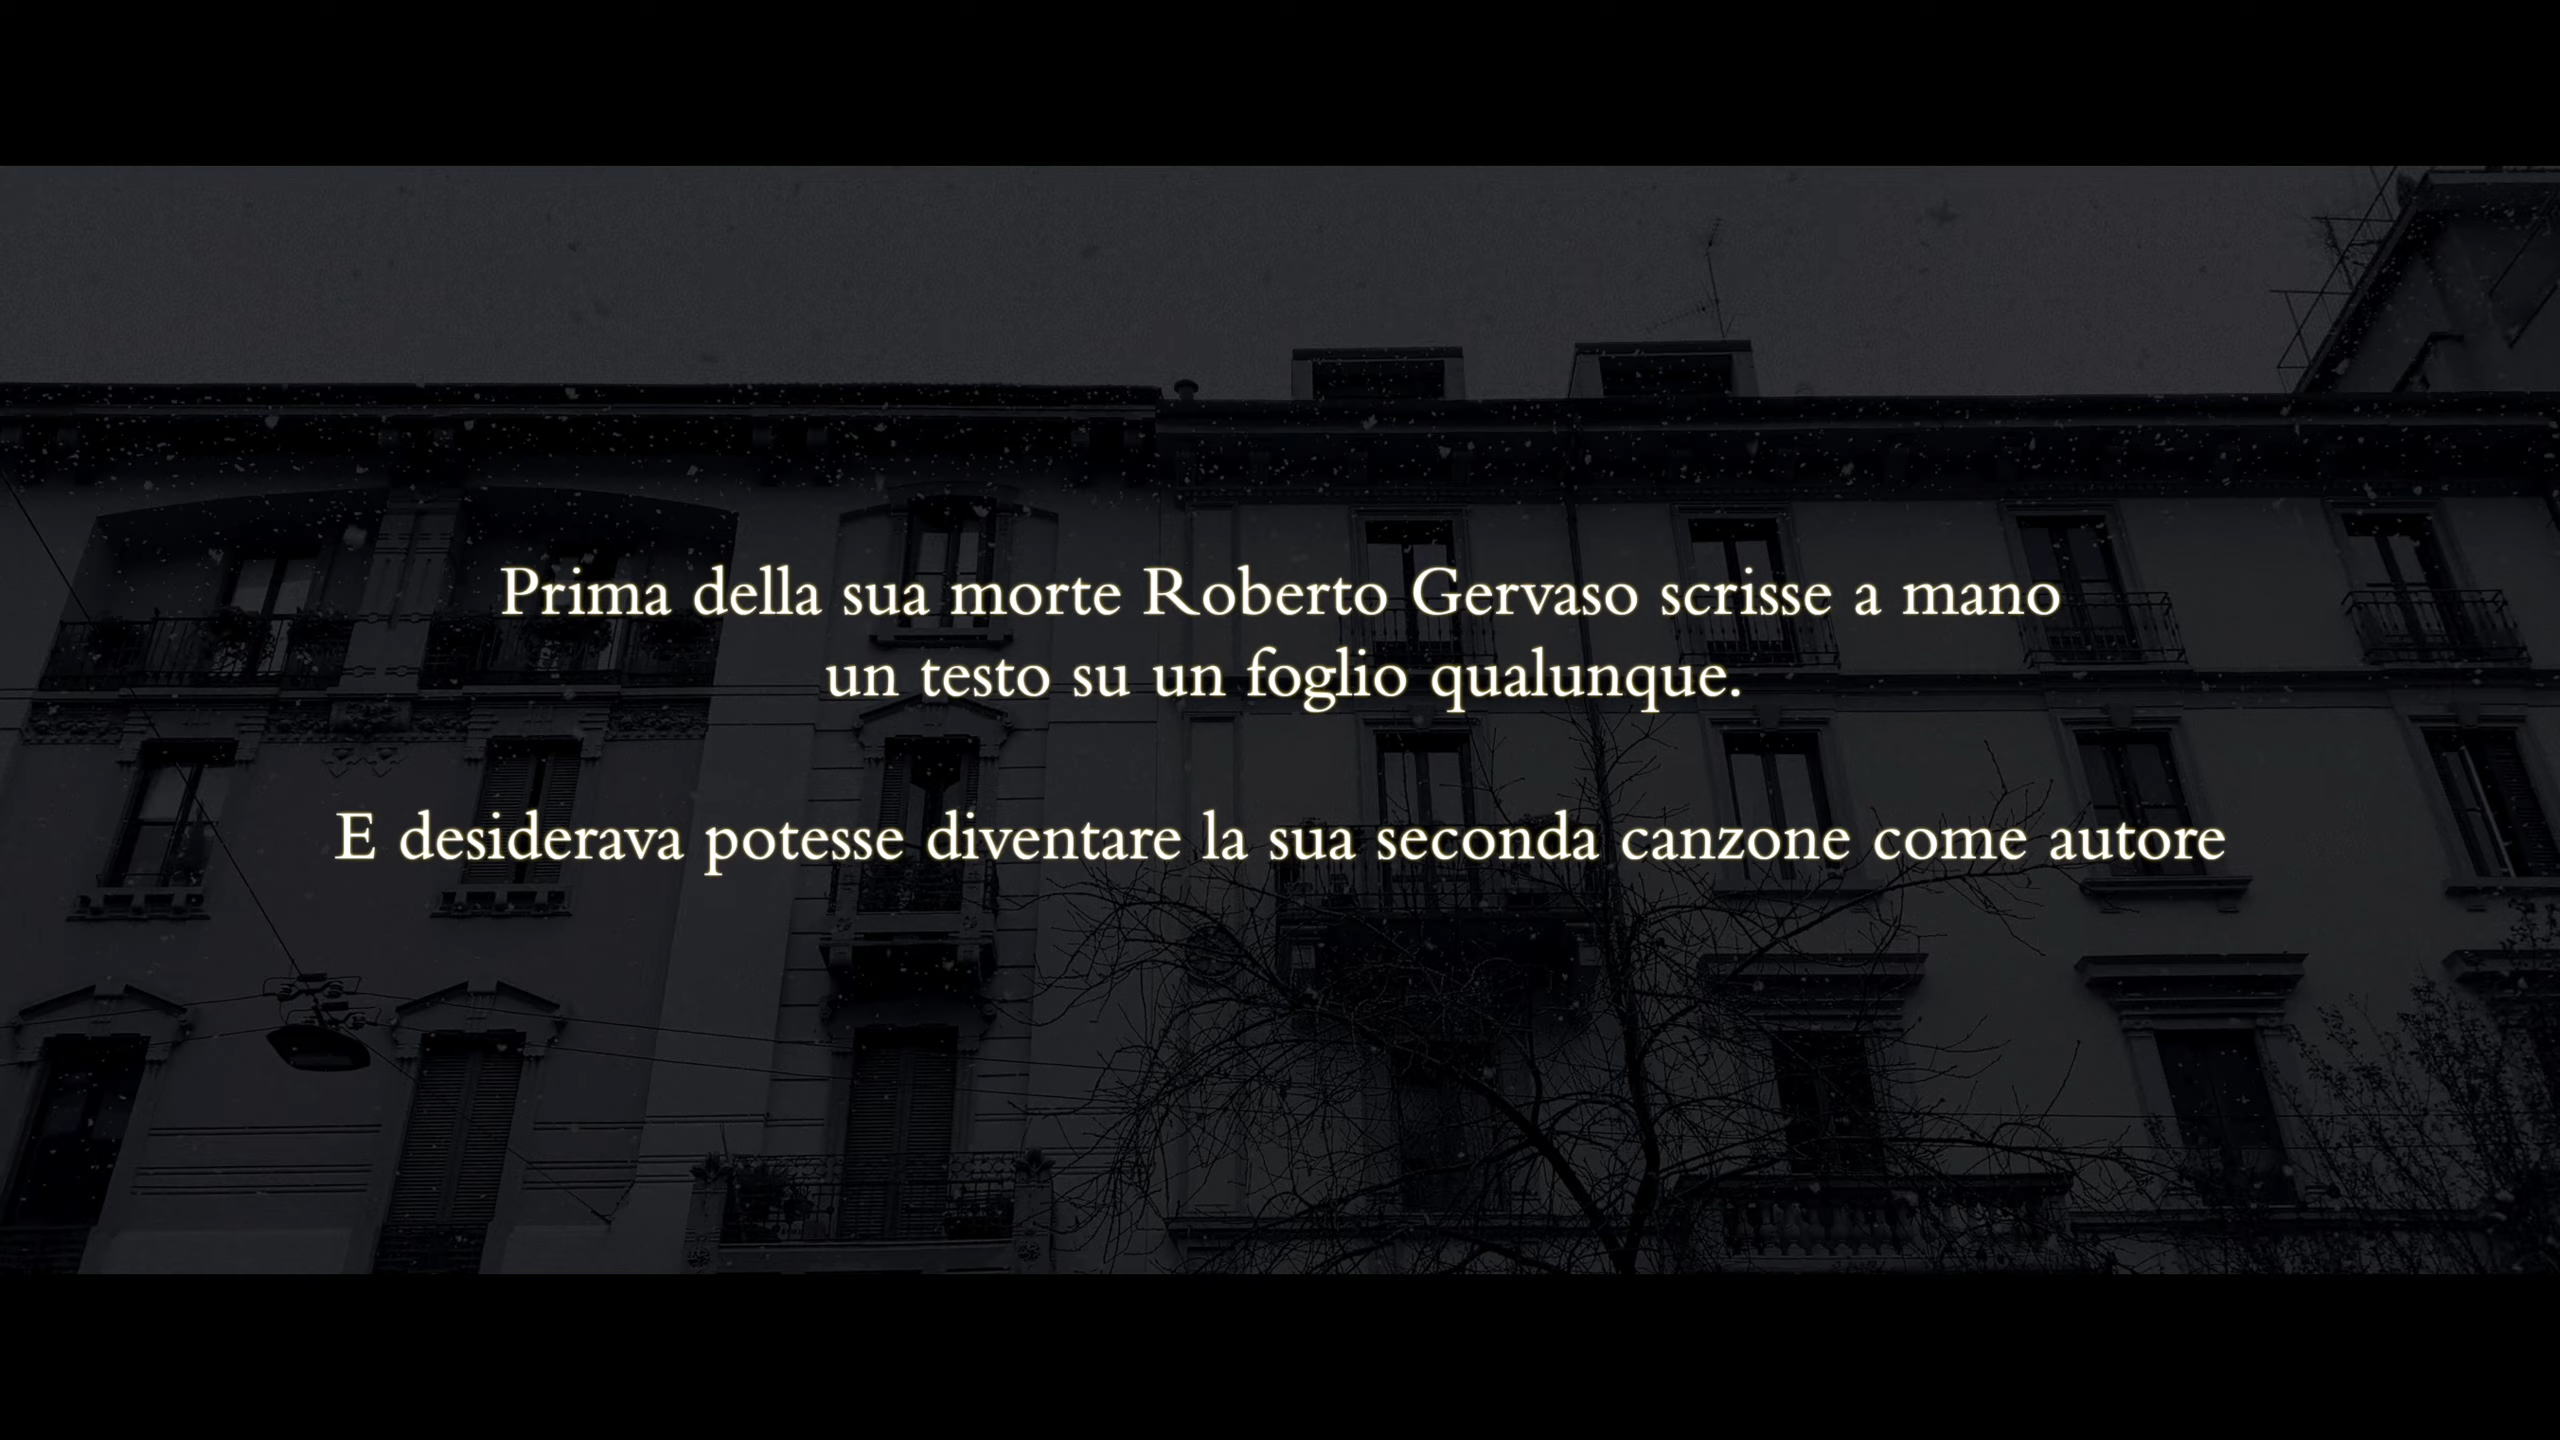 Prima della sua morte Roberto Gervaso scrisse a mano
un testo su un foglio qualunque.
E desiderava potesse diventare la sua seconda canzone come autore